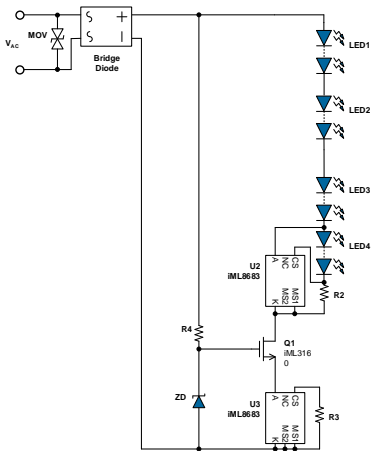 MOV
VAC
Bridge
Diode
LED1
LED2
LED3
LED4
U2
iML8683
A
NC
CS
K
MS2
MS1
R2
R4
Q1
iML316
0
ZD
U3
iML8683
A
NC
CS
K
MS2
MS1
R3